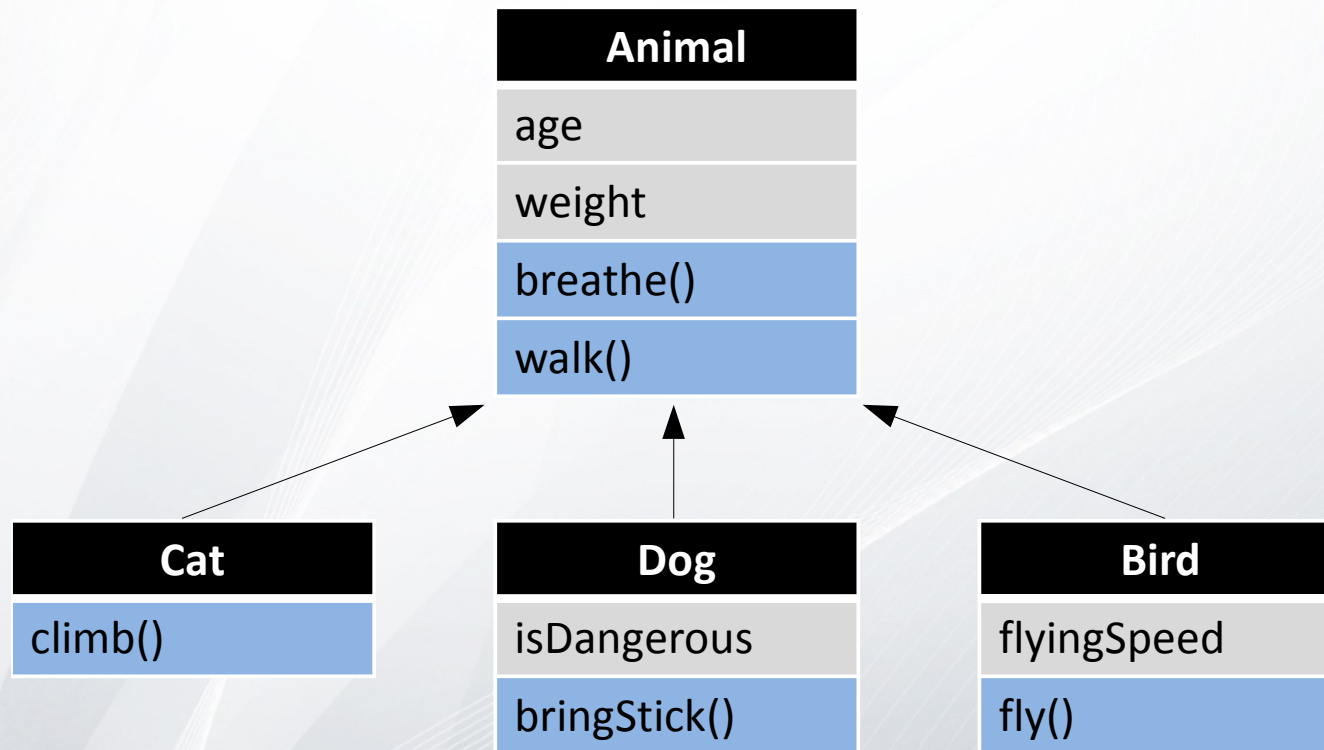 Animal
age
weight
breathe()
walk()
Cat
climb()
Dog
isDangerous
bringStick()
Bird
flyingSpeed
fly()